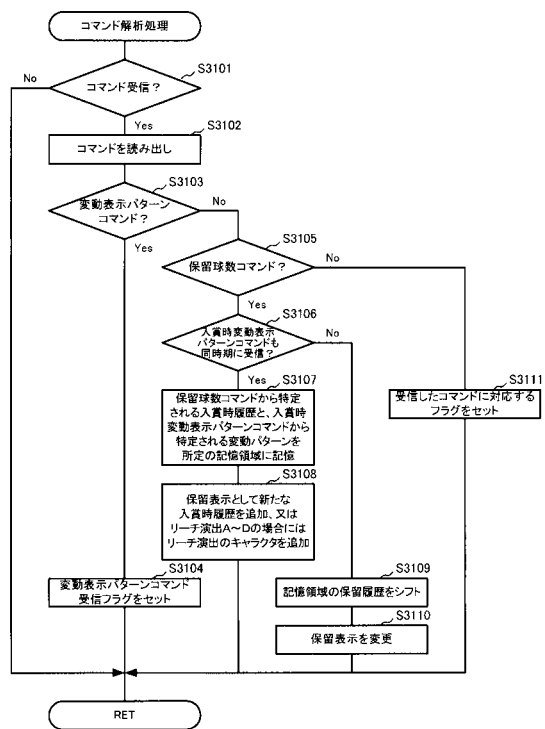 コマンド解析処理
S3101
No
コマンド受信？
Yes
S3102
コマンドを読み出し
S3103
No
変動表示パターン
コマンド？
Yes
S3105
No
保留球数コマンド？
Yes
S3106
No
入賞時変動表示
パターンコマンドも
同時期に受信？
Yes
S3107
保留球数コマンドから特定
される入賞時履歴と、入賞時
変動表示パターンコマンドから
特定される変動パターンを
所定の記憶領域に記憶
S3111
受信したコマンドに対応する
フラグをセット
S3108
保留表示として新たな
入賞時履歴を追加、又は
リーチ演出A～Dの場合には
リーチ演出のキャラクタを追加
S3104
変動表示パターンコマンド
受信フラグをセット
S3109
記憶領域の保留履歴をシフト
S3110
保留表示を変更
RET